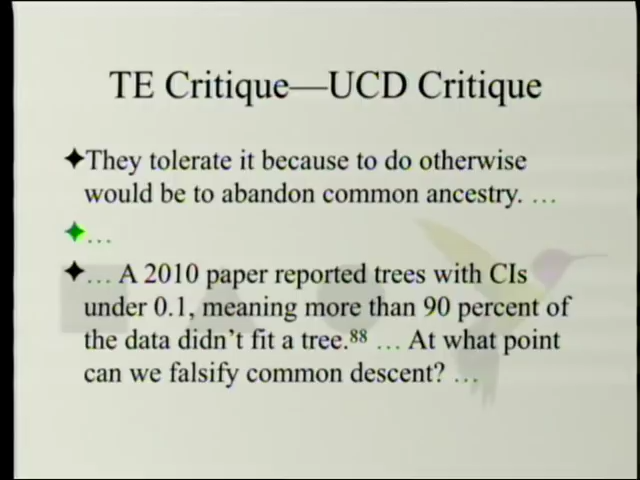 TE Critique—UCD Critique
✦They tolerate it because to do otherwise
would be to abandon common ancestry. …
✦…
✦… A 2010 paper reported trees with CIs
under 0.1, meaning more than 90 percent of
the data didn’t fit a tree.⁸⁸ … At what point
can we falsify common descent? …